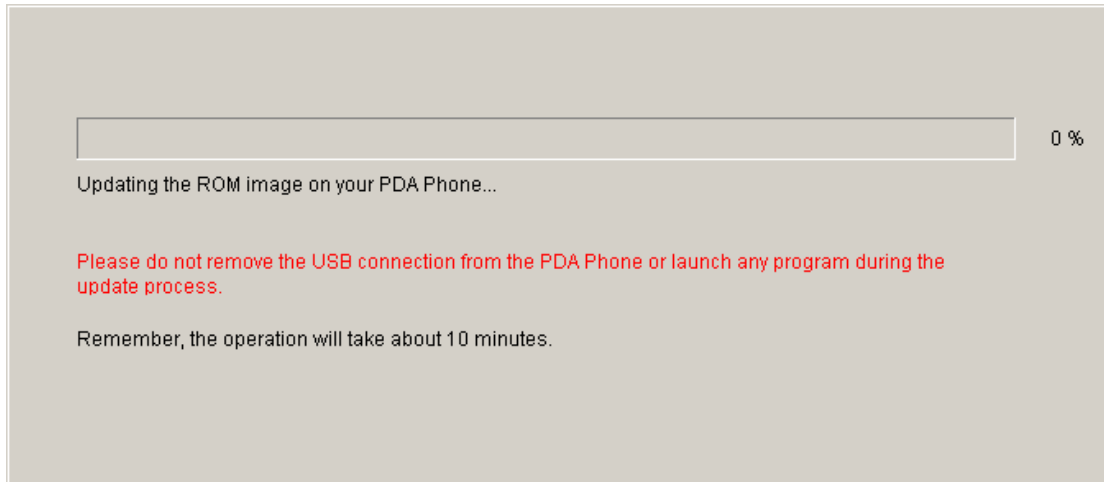 0 %
Updating the ROM image on your PDA Phone...
Please do not remove the USB connection from the PDA Phone or launch any program during the
update process.
Remember, the operation will take about 10 minutes.